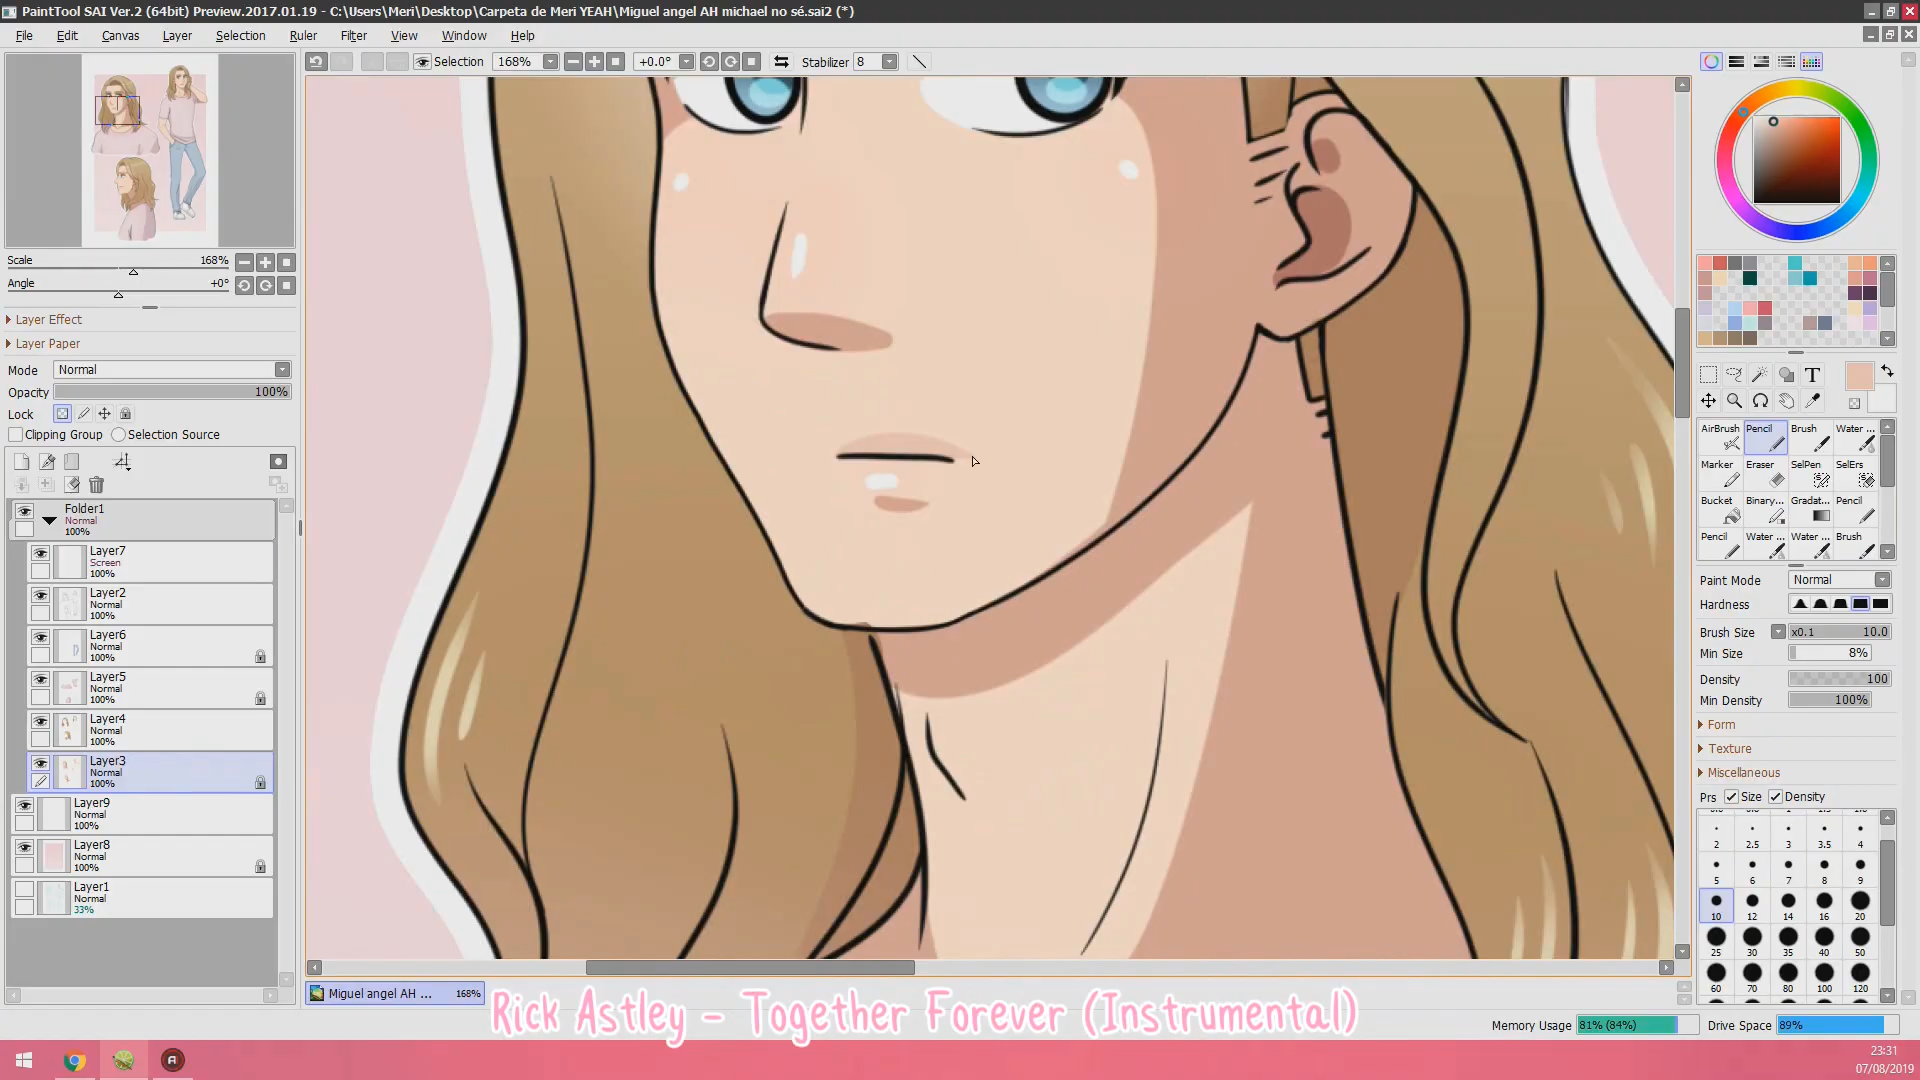 PaintTool SAI Ver.2 (64bit) Preview.2017.01.19 - C:\Users\Meri\Desktop\Carpeta de Meri YEAH\Miguel angel AH michael no sé.sai2 (*)
File Edit Canvas Layer Selection Ruler Filter View Window Help
Selection 168% +0.0° Stabilizer 8
Scale 168%
Angle +0°
Layer Effect
Layer Paper
Mode Normal
Opacity 100%
Lock
Clipping Group Selection Source
Folder1
Normal
100%
Layer7
Screen
100%
Layer2
Normal
100%
Layer6
Normal
100%
Layer5
Normal
100%
Layer4
Normal
100%
Layer3
Normal
100%
Layer9
Normal
100%
Layer8
Normal
100%
Layer1
Normal
33%
T
AirBrush Pencil Brush Water ...
Marker Eraser SelPen SelErs
Bucket Binary... Gradat... Pencil
Pencil Water ... Water ... Brush
Paint Mode Normal
Hardness
Brush Size x0.1 10.0
Min Size 8%
Density 100
Min Density 100%
Form
Texture
Miscellaneous
Prs Size Density
2 2.5 3 3.5 4
5 6 7 8 9
10 12 14 16 20
25 30 35 40 50
60 70 80 100 120
Miguel angel AH ... 168%
Rick Astley - Together Forever (Instrumental)
Memory Usage 81% (84%) Drive Space 89%
23:31
07/08/2019